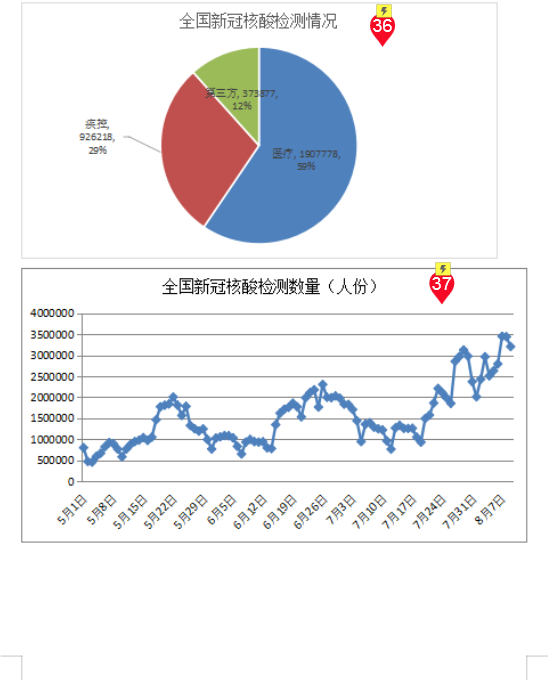 全国新冠核酸检测情况
36
第三方, 373877,
12%
疾控,
926218,
29%
医疗, 1907778,
59%
37
全国新冠核酸检测数量（人份）
4000000
3500000
3000000
2500000
2000000
1500000
1000000
500000
0
5月1日
5月8日
5月15日
5月22日
5月29日
6月5日
6月12日
6月19日
6月26日
7月3日
7月10日
7月17日
7月24日
7月31日
8月7日